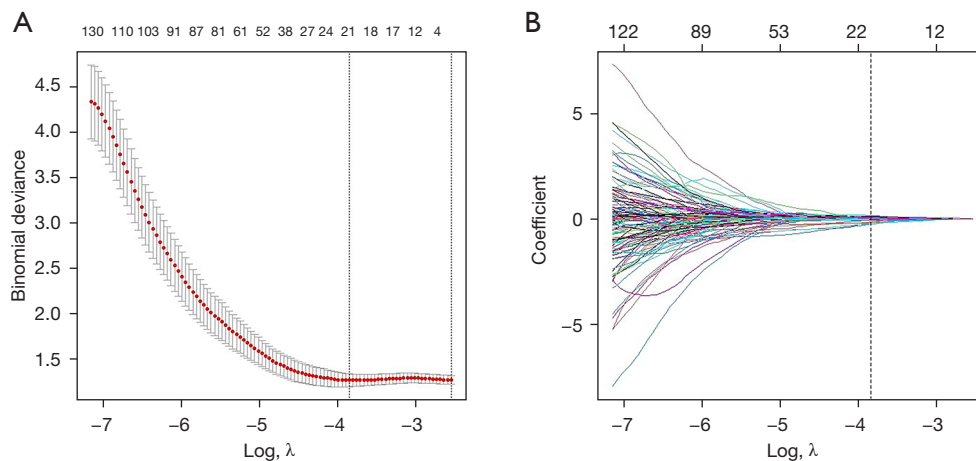 A
130 110 103 91 87 81 61 52 38 27 24 21 18 17 12 4
4.5
4.0
3.5
3.0
2.5
2.0
1.5
Binomial deviance
−7 −6 −5 −4 −3
Log, λ
B
122 89 53 22 12
5
0
−5
Coefficient
−7 −6 −5 −4 −3
Log, λ